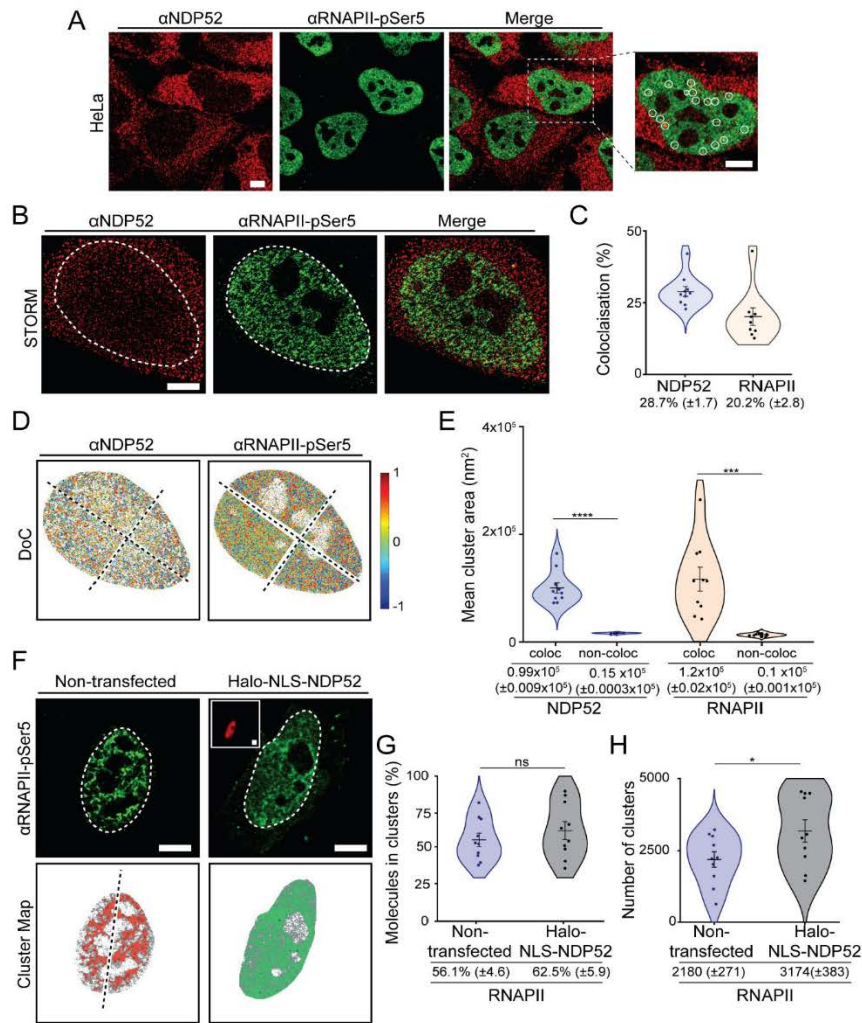 A
αNDP52
αRNAPII-pSer5
Merge
HeLa
B
αNDP52
αRNAPII-pSer5
Merge
STORM
C
Coloclaisation (%)
50
25
0
NDP52
28.7% (±1.7)
RNAPII
20.2% (±2.8)
D
αNDP52
αRNAPII-pSer5
DoC
1
0
-1
E
Mean cluster area (nm²)
4x10⁵
2x10⁵
0
****
***
coloc
non-coloc
coloc
non-coloc
0.99x10⁵
(±0.009x10⁵)
0.15 x10⁵
(±0.0003x10⁵)
1.2x10⁵
(±0.02x10⁵)
0.1 x10⁵
(±0.001x10⁵)
NDP52
RNAPII
F
Non-transfected
Halo-NLS-NDP52
αRNAPII-pSer5
Cluster Map
G
Molecules in clusters (%)
100
75
50
25
0
ns
Non-
transfected
56.1% (±4.6)
Halo-
NLS-NDP52
62.5% (±5.9)
RNAPII
H
Number of clusters
5000
2500
0
*
Non-
transfected
2180 (±271)
Halo-
NLS-NDP52
3174(±383)
RNAPII